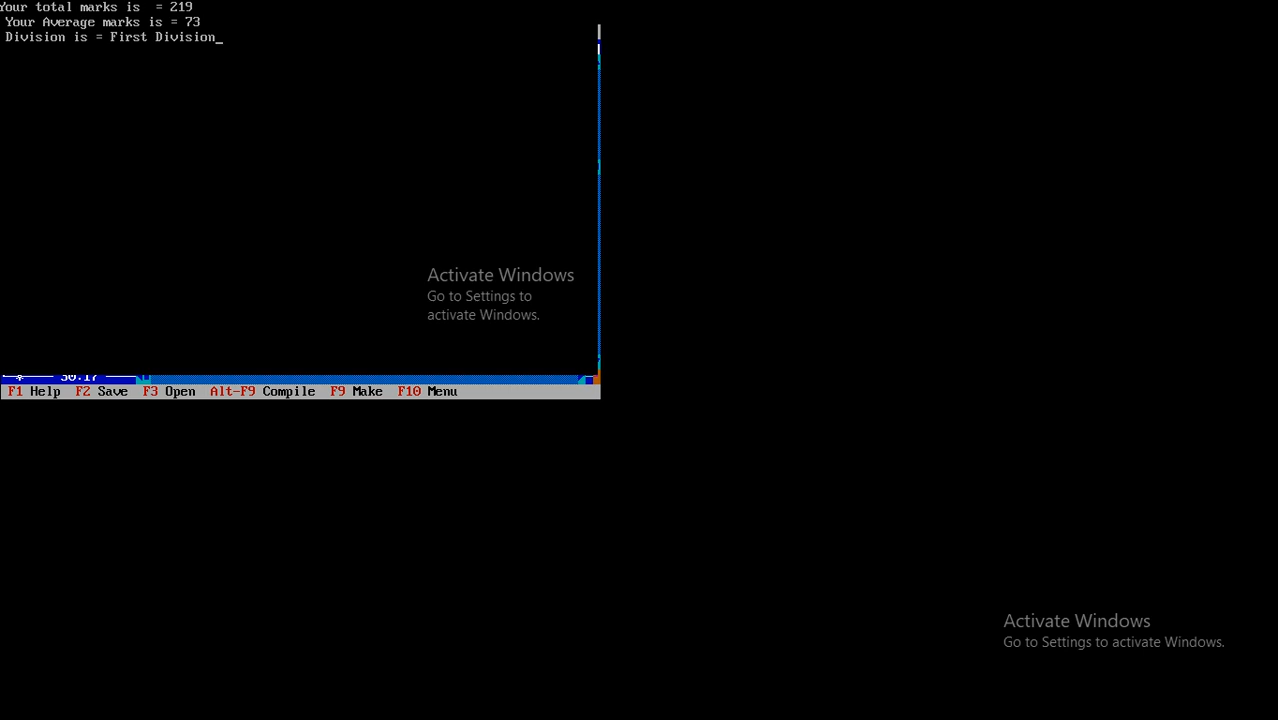 Your total marks is  = 219
Your Average marks is = 73
Division is = First Division_
Activate Windows
Go to Settings to
activate Windows.
30:17
F1 Help  F2 Save  F3 Open  Alt-F9 Compile  F9 Make  F10 Menu
Activate Windows
Go to Settings to activate Windows.